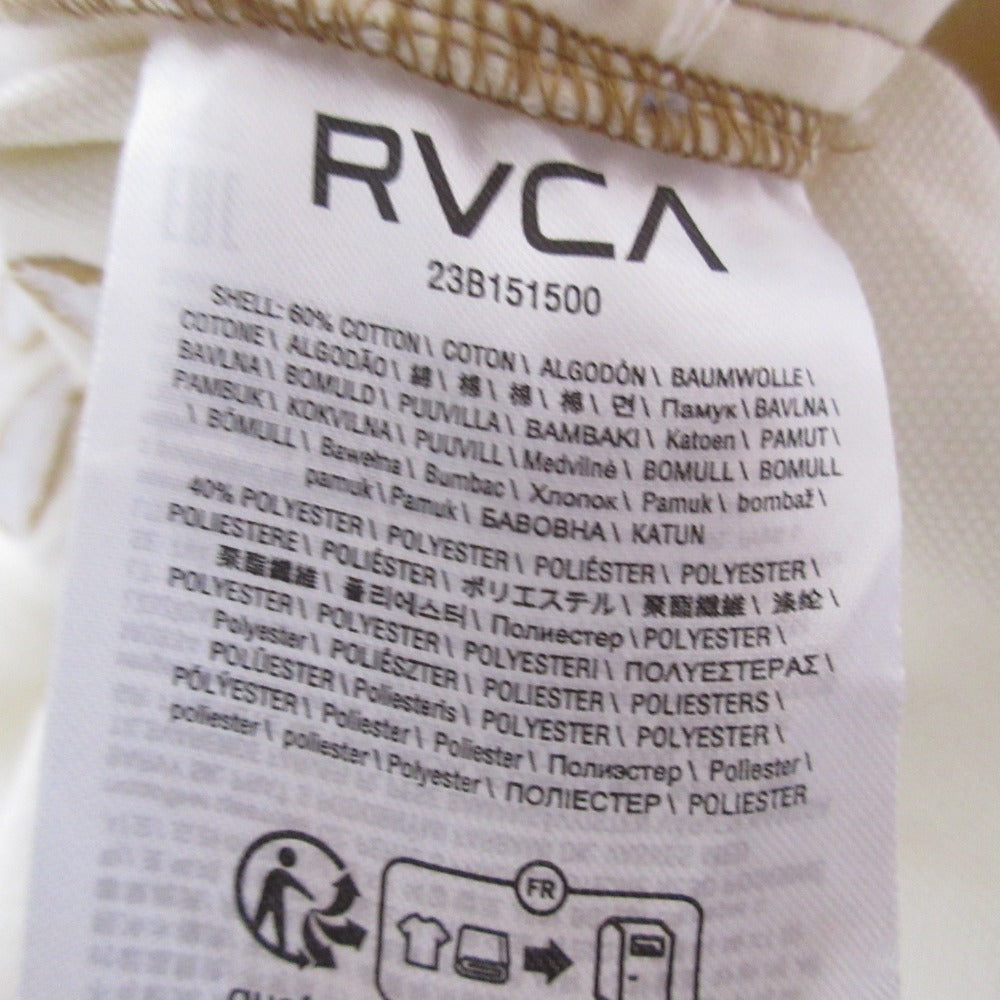 RVCA
23B151500
SHELL: 60% COTTON \ COTON \ ALGODÓN \ BAUMWOLLE \
COTONE \ ALGODÃO \ 綿 \ 棉 \ 棉 \ 棉 \ 면 \ Памук \ BAVLNA \
BAVLNA \ BOMULD \ PUUVILLA \ BAMBAKI \ Katoen \ PAMUT \
PAMBUK \ KOKVILNA \ PUUVILL \ Medvilnė \ BOMULL \ BOMULL
\ BÓMULL \ Bawełna \ Bumbac \ Хлопок \ Pamuk \ bombaž \
pamuk \ Pamuk \ БАВОВНА \ KATUN
40% POLYESTER \ POLYESTER \ POLIÉSTER \ POLYESTER \
POLIESTERE \ POLIÉSTER \ ポリエステル \ 聚酯纖維 \ 涤纶 \
聚酯纖維 \ 폴리에스터 \ Полиестер \ POLYESTER \
POLYESTER \ POLYESTER \ POLYESTERI \ ΠΟΛΥΕΣΤΕΡΑΣ \
Polyester \ POLIÉSZTER \ POLIESTER \ POLIESTERS \
POLÜESTER \ Poliesteris \ POLYESTER \ POLYESTER \
PÓLÝESTER \ Poliester \ Poliester \ Полиэстер \ Poliester \
poliester \ poliester \ Polyester \ ПОЛІЕСТЕР \ POLIESTER
FR